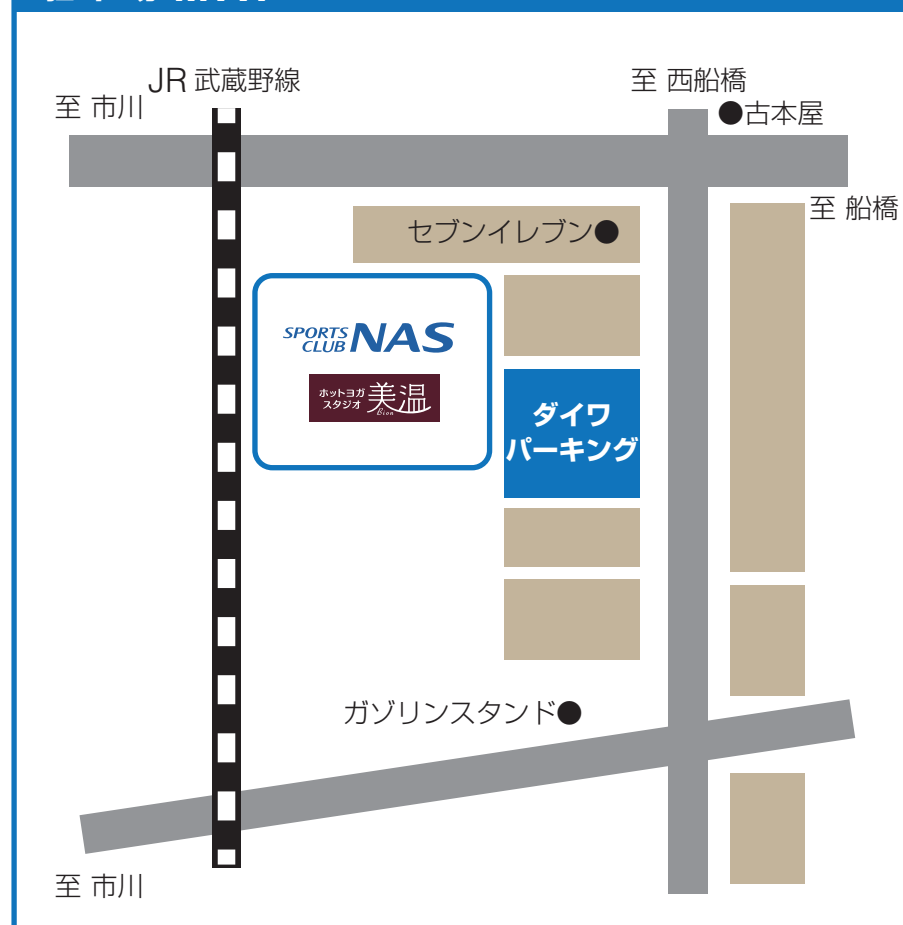 JR 武蔵野線
至 西船橋
至 市川
●古本屋
至 船橋
セブンイレブン●
SPORTS CLUB NAS
ホットヨガ
スタジオ
美温
Bion
ダイワ
パーキング
ガゾリンスタンド●
至 市川